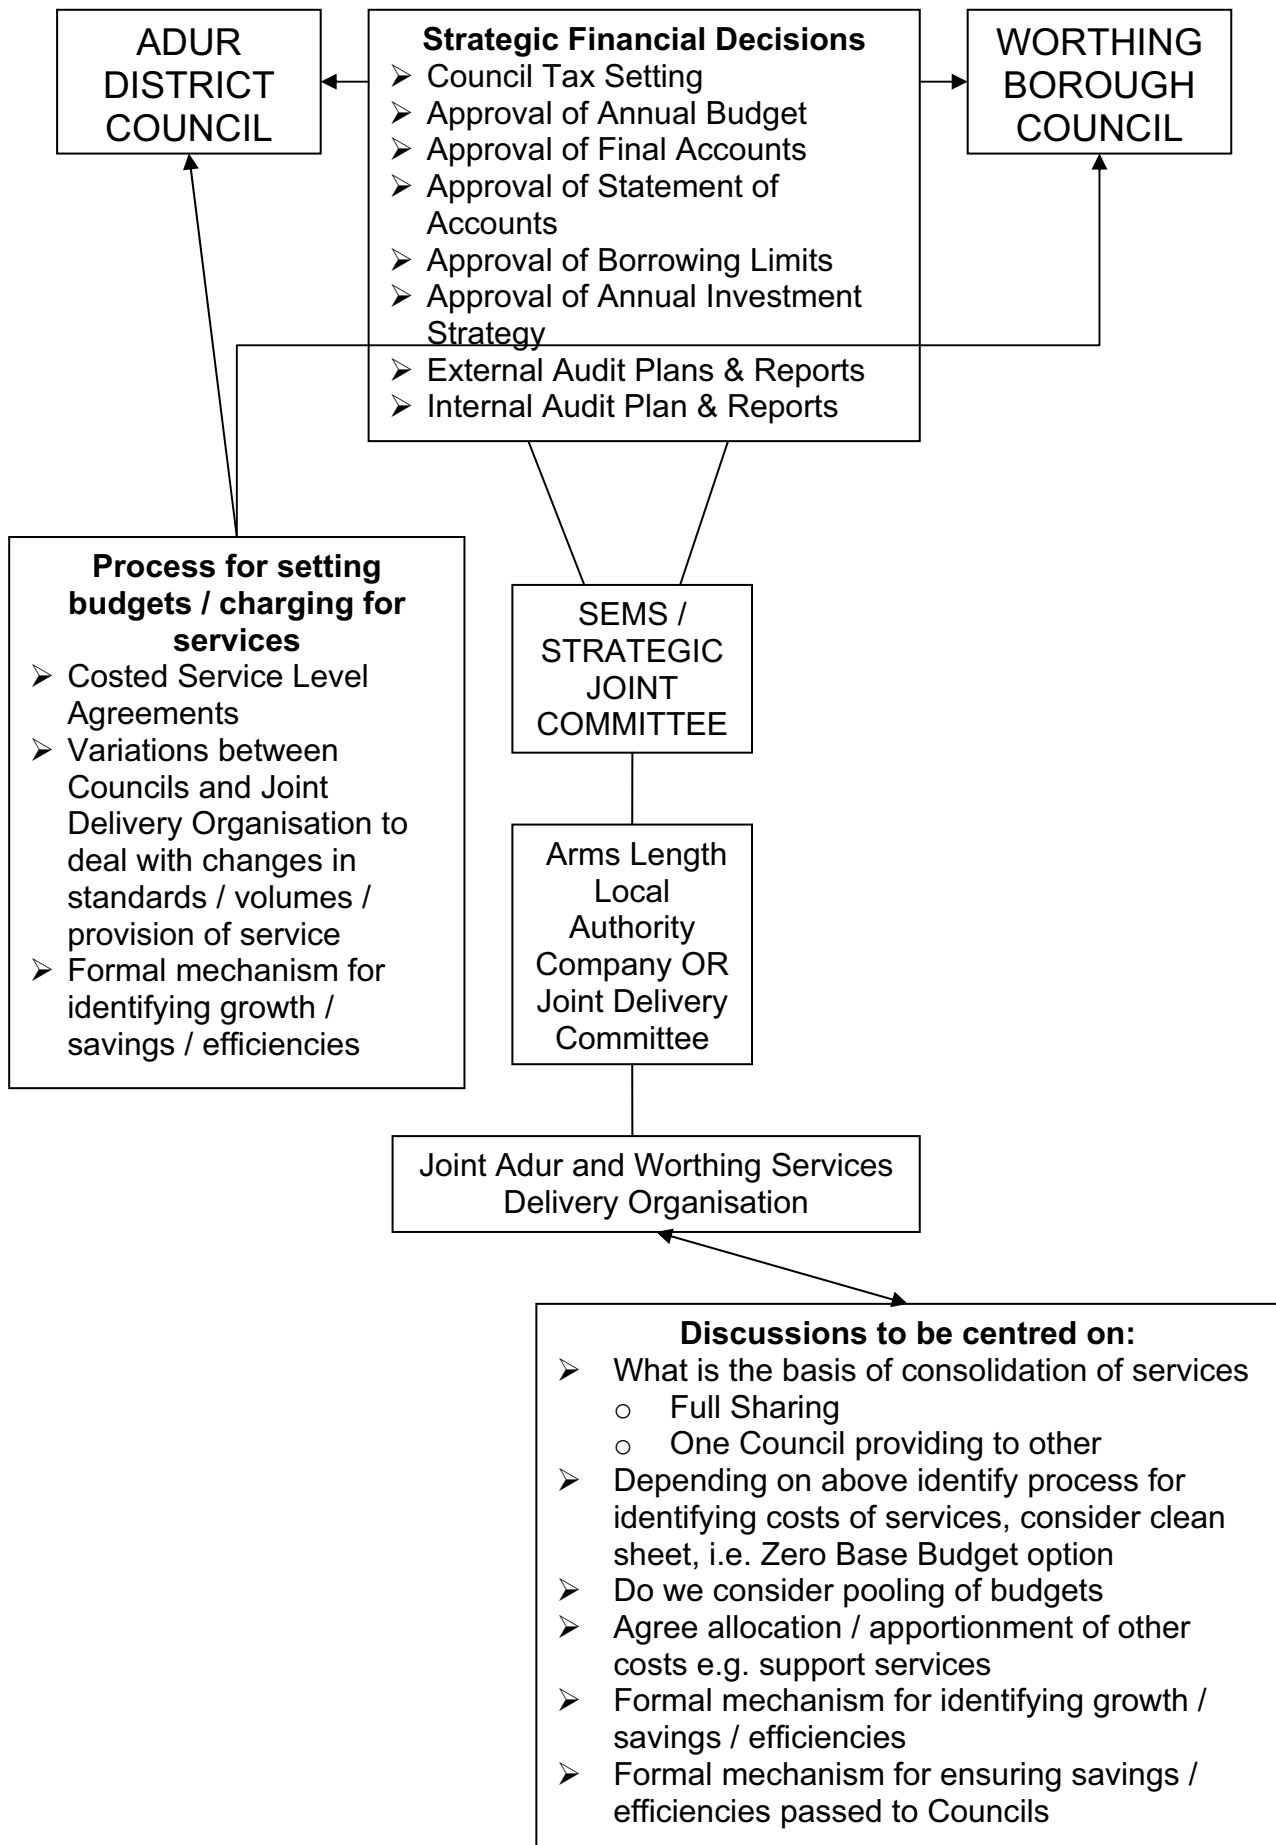 ADUR
DISTRICT
COUNCIL
Strategic Financial Decisions
➢ Council Tax Setting
➢ Approval of Annual Budget
➢ Approval of Final Accounts
➢ Approval of Statement of
Accounts
➢ Approval of Borrowing Limits
➢ Approval of Annual Investment
Strategy
➢ External Audit Plans & Reports
➢ Internal Audit Plan & Reports
WORTHING
BOROUGH
COUNCIL
Process for setting
budgets / charging for
services
➢ Costed Service Level
Agreements
➢ Variations between
Councils and Joint
Delivery Organisation to
deal with changes in
standards / volumes /
provision of service
➢ Formal mechanism for
identifying growth /
savings / efficiencies
SEMS /
STRATEGIC
JOINT
COMMITTEE
Arms Length
Local
Authority
Company OR
Joint Delivery
Committee
Joint Adur and Worthing Services
Delivery Organisation
Discussions to be centred on:
➢ What is the basis of consolidation of services
o Full Sharing
o One Council providing to other
➢ Depending on above identify process for
identifying costs of services, consider clean
sheet, i.e. Zero Base Budget option
➢ Do we consider pooling of budgets
➢ Agree allocation / apportionment of other
costs e.g. support services
➢ Formal mechanism for identifying growth /
savings / efficiencies
➢ Formal mechanism for ensuring savings /
efficiencies passed to Councils